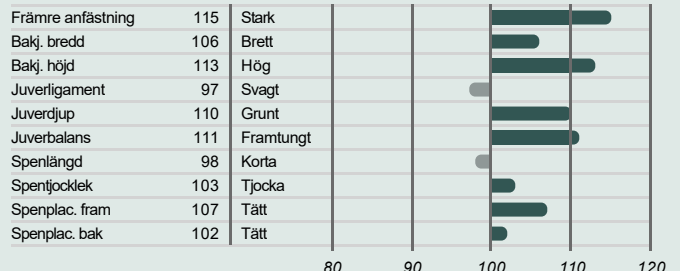 Främre anfästning 115 Stark
Bakj. bredd 106 Brett
Bakj. höjd 113 Hög
Juverligament 97 Svagt
Juverdjup 110 Grunt
Juverbalans 111 Framtungt
Spenlängd 98 Korta
Spentjocklek 103 Tjocka
Spenplac. fram 107 Tätt
Spenplac. bak 102 Tätt
80 90 100 110 120